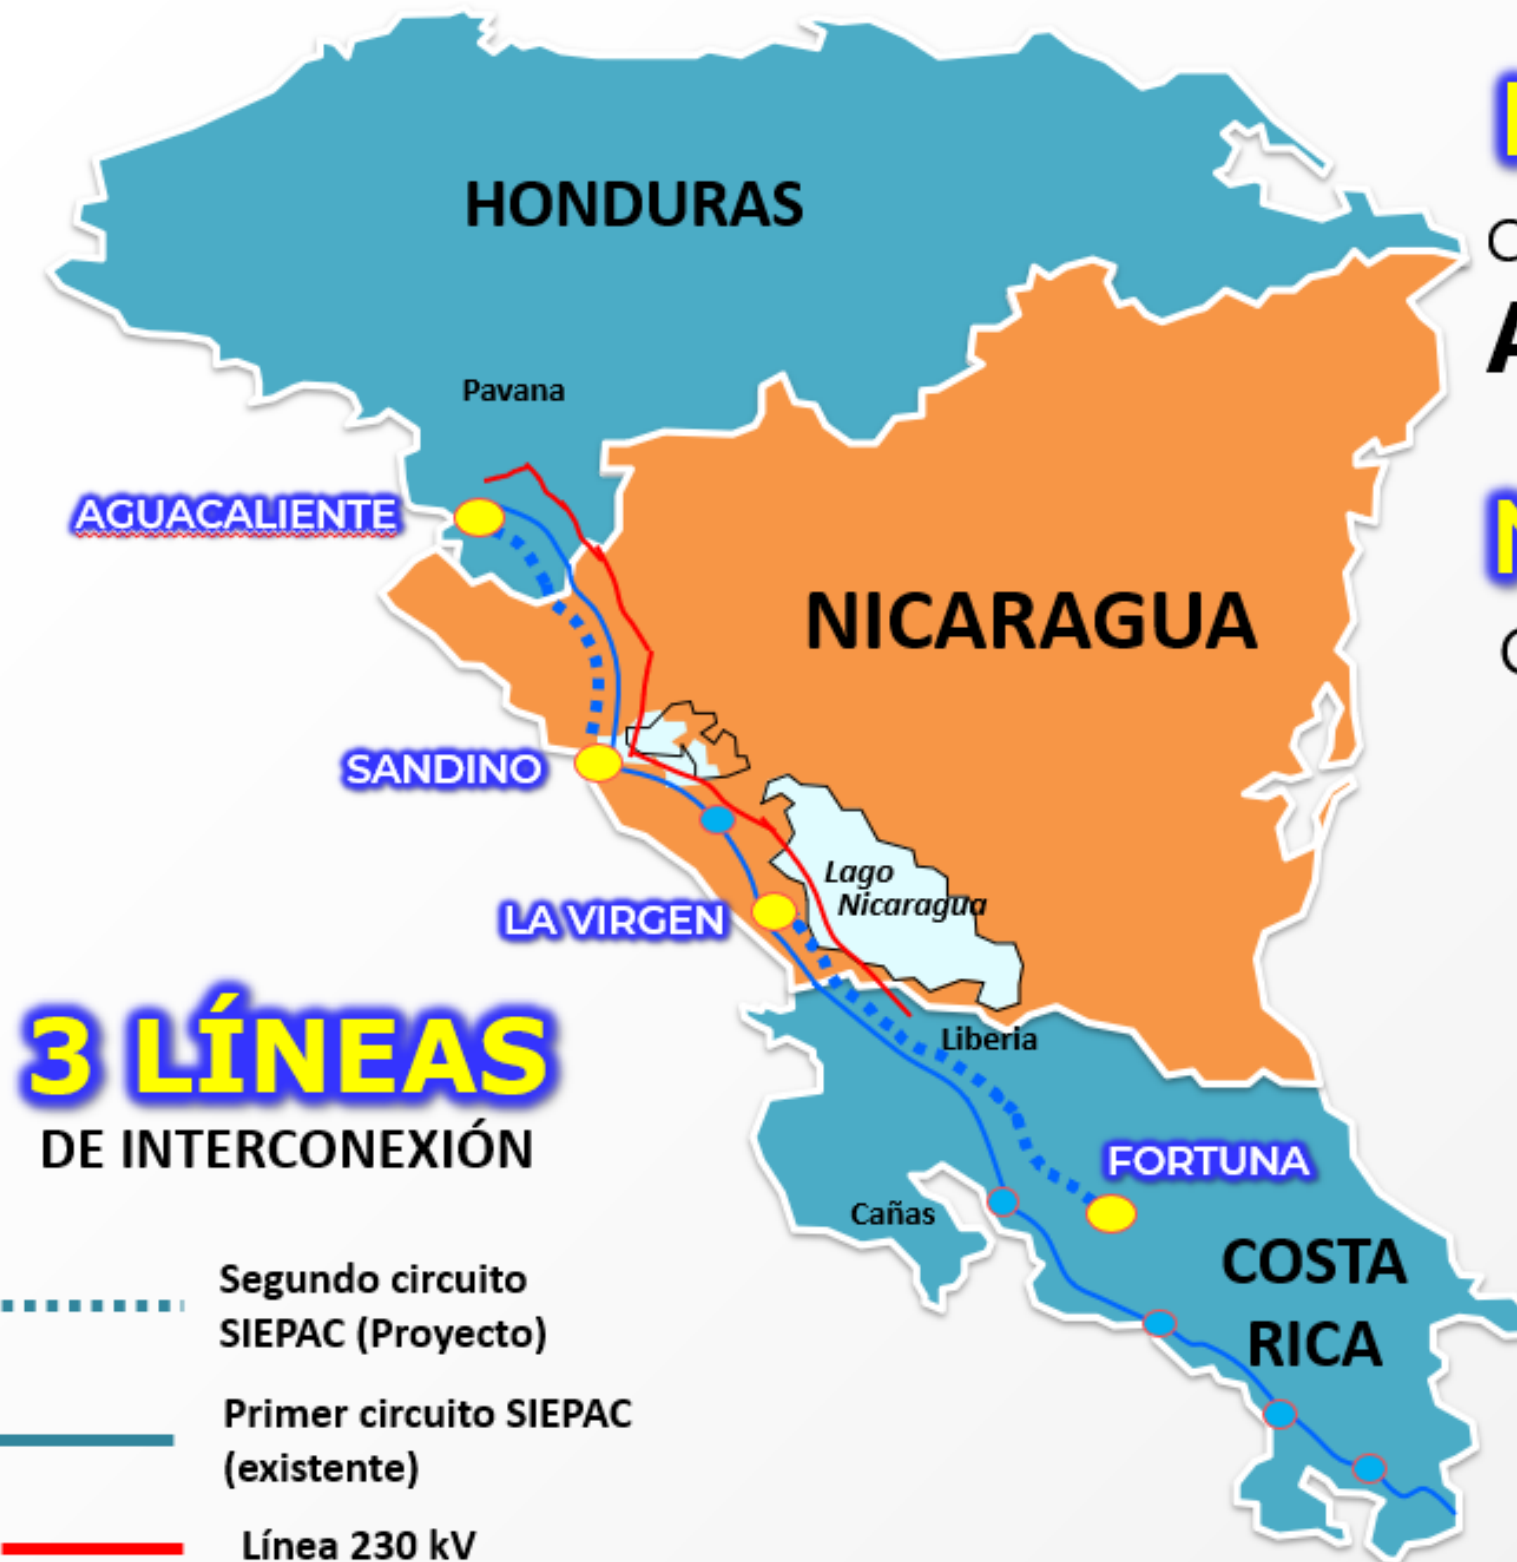 HONDURAS
Pavana
AGUACALIENTE
NICARAGUA
SANDINO
Lago
Nicaragua
LA VIRGEN
3 LÍNEAS
DE INTERCONEXIÓN
Liberia
FORTUNA
Cañas
COSTA
RICA
Segundo circuito
SIEPAC (Proyecto)
Primer circuito SIEPAC
(existente)
Línea 230 kV